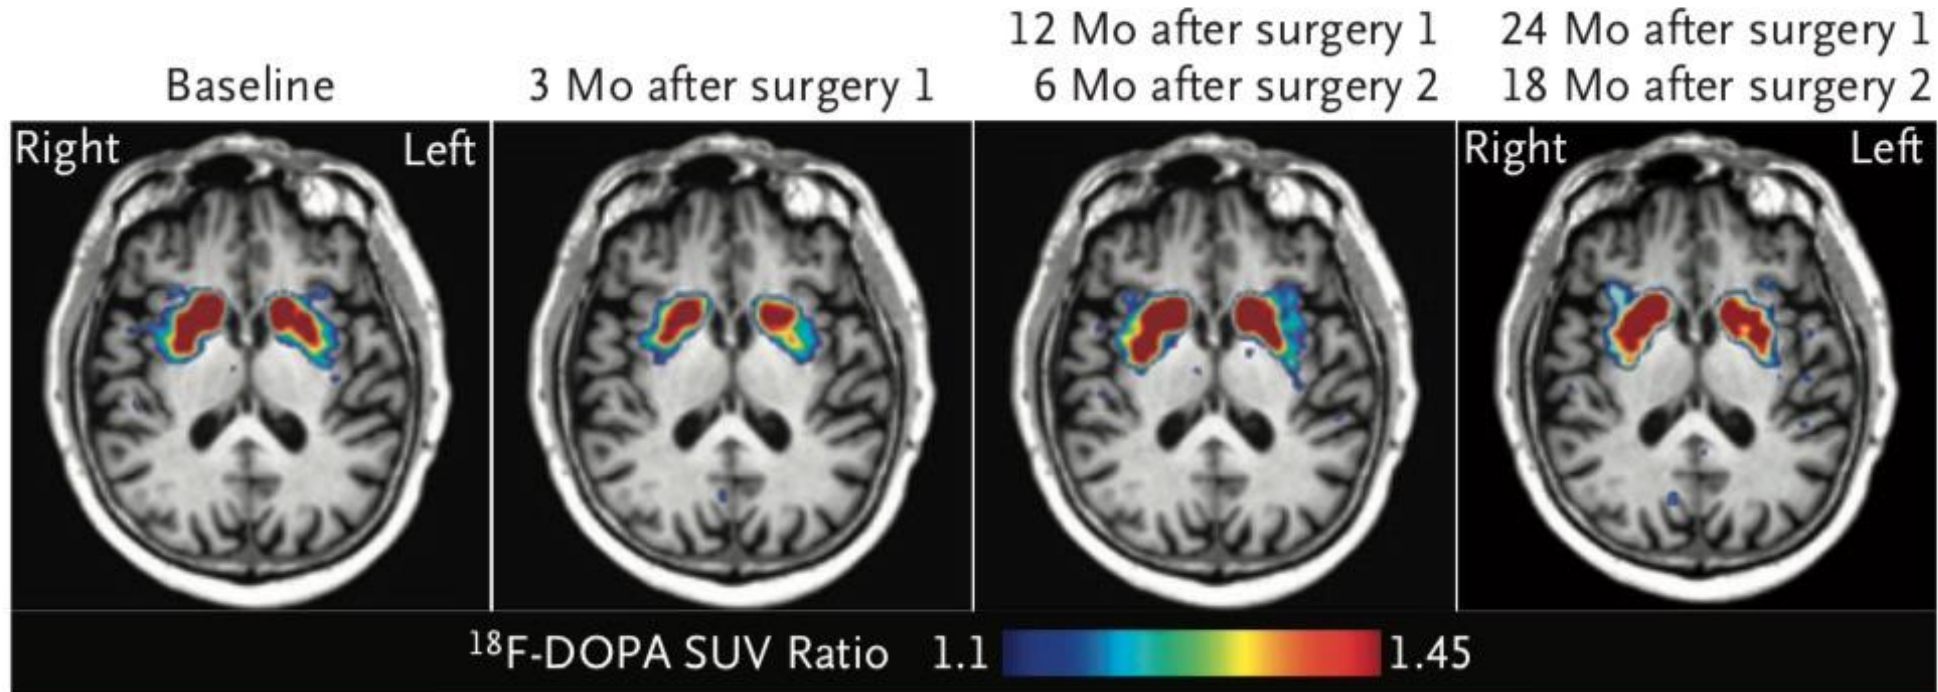 12 Mo after surgery 1
24 Mo after surgery 1
Baseline
3 Mo after surgery 1
6 Mo after surgery 2
18 Mo after surgery 2
Right
Left
Right
Left
18F-DOPA SUV Ratio 1.1 1.45